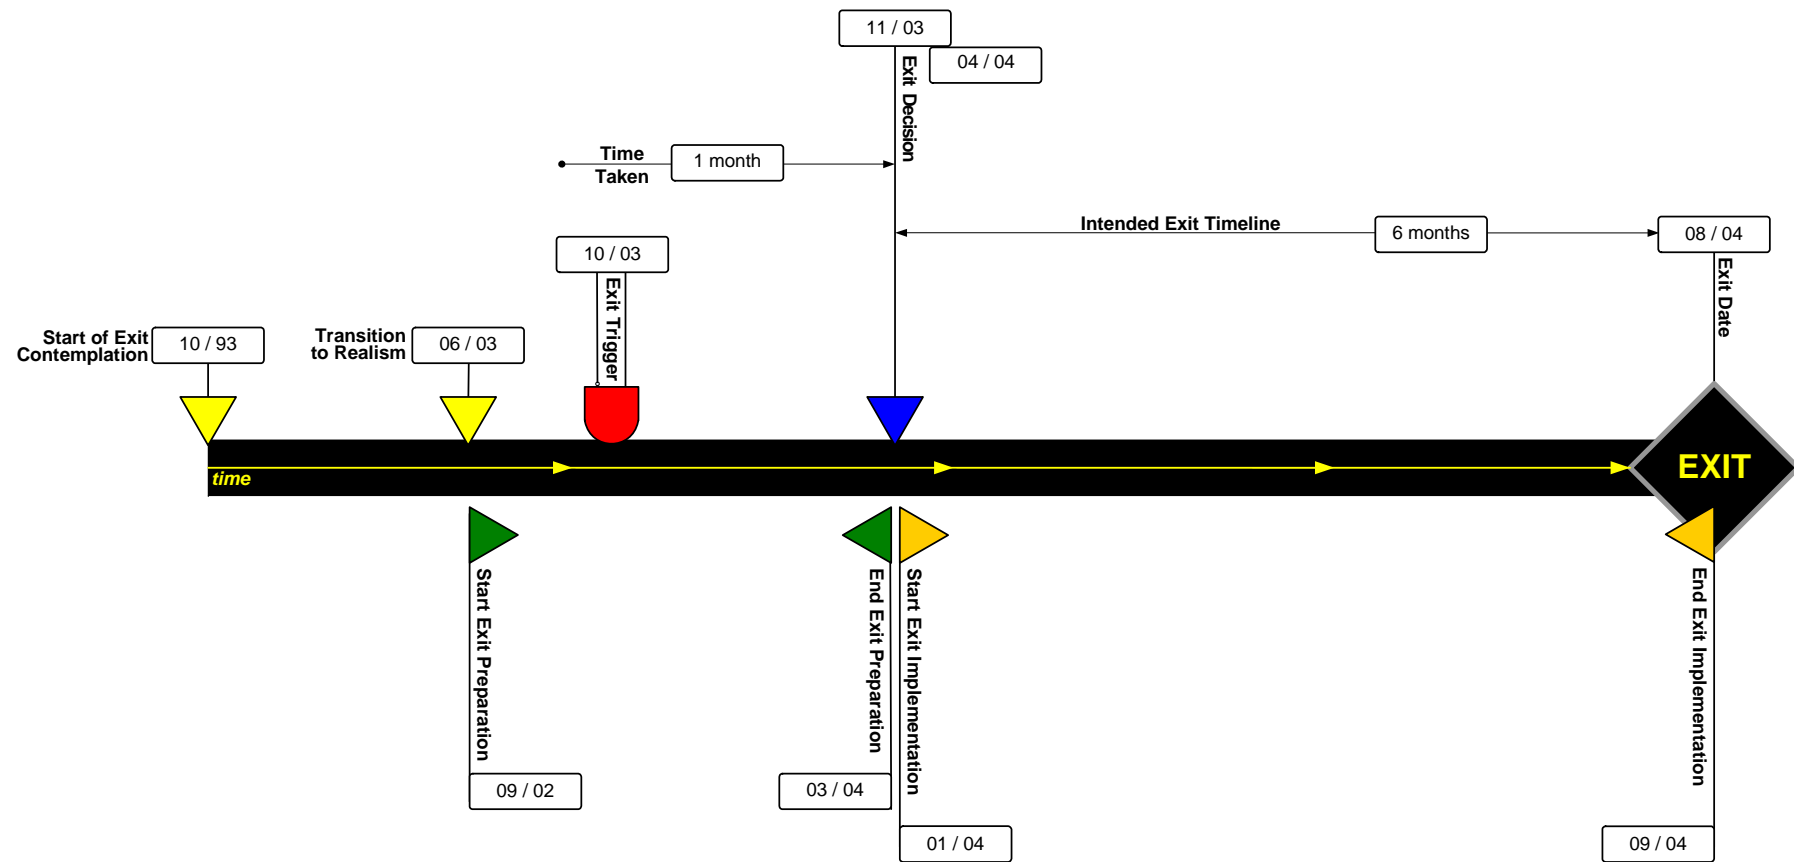 11 / 03
04 / 04
Exit Decision
Time
Taken
1 month
Intended Exit Timeline
6 months
08 / 04
Exit Date
10 / 03
Exit Trigger
Start of Exit
Contemplation
10 / 93
Transition
to Realism
06 / 03
time
EXIT
Start Exit Preparation
09 / 02
End Exit Preparation
03 / 04
Start Exit Implementation
01 / 04
End Exit Implementation
09 / 04